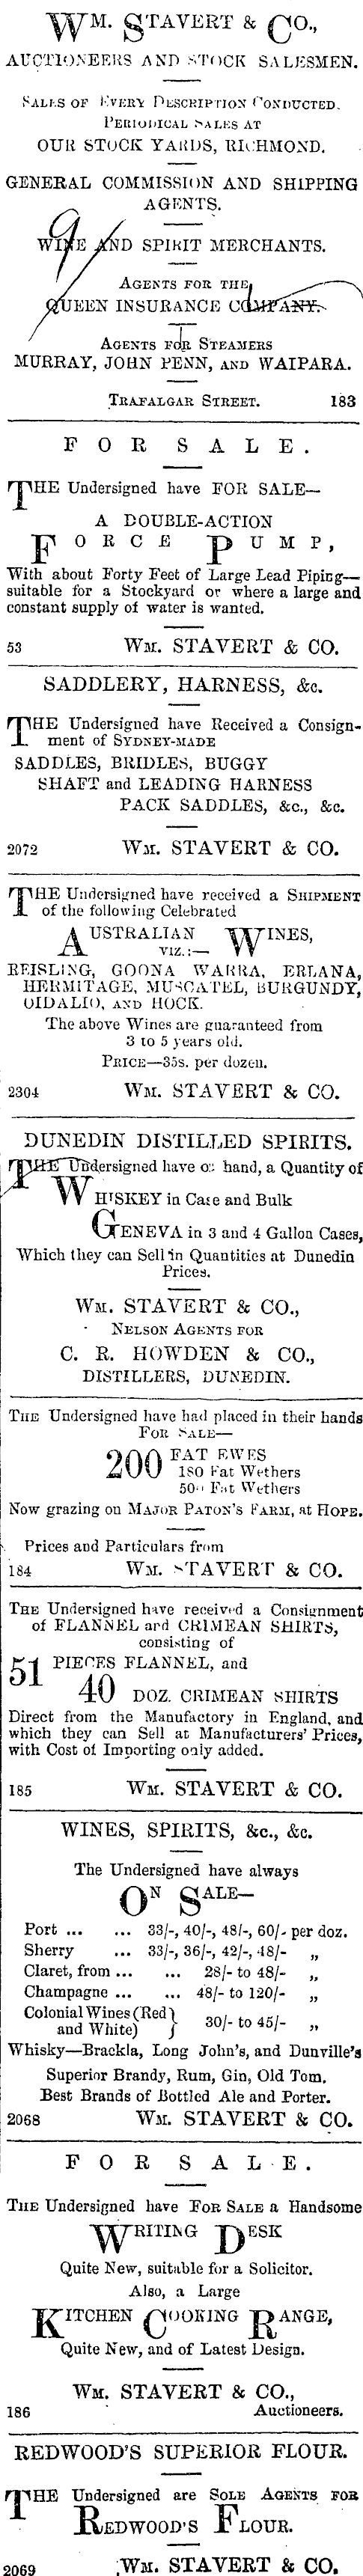 WM. STAVERT & CO.,
AUCTIONEERS AND STOCK SALESMEN.
SALES OF EVERY DESCRIPTION CONDUCTED.
PERIODICAL SALES AT
OUR STOCK YARDS, RICHMOND.
GENERAL COMMISSION AND SHIPPING
AGENTS.
WINE AND SPIRIT MERCHANTS.
AGENTS FOR THE
QUEEN INSURANCE COMPANY.
AGENTS FOR STEAMERS
MURRAY, JOHN PENN, AND WAIPARA.
TRAFALGAR STREET. 183
FOR SALE.
THE Undersigned have FOR SALE—
A DOUBLE-ACTION
FORCE PUMP,
With about Forty Feet of Large Lead Piping—
suitable for a Stockyard or where a large and
constant supply of water is wanted.
53 WM. STAVERT & CO.
SADDLERY, HARNESS, &c.
THE Undersigned have Received a Consign-
ment of SYDNEY-MADE
SADDLES, BRIDLES, BUGGY
SHAFT and LEADING HARNESS
PACK SADDLES, &c., &c.
2072 WM. STAVERT & CO.
THE Undersigned have received a SHIPMENT
of the following Celebrated
AUSTRALIAN WINES,
VIZ.:—
REISLING, GOONA WARRA, ERLANA,
HERMITAGE, MUSCATEL, BURGUNDY,
OIDALIO, AND HOCK.
The above Wines are guaranteed from
3 to 5 years old.
PRICE—35s. per dozen.
2304 WM. STAVERT & CO.
DUNEDIN DISTILLED SPIRITS.
THE Undersigned have on hand, a Quantity of
WHISKEY in Case and Bulk
GENEVA in 3 and 4 Gallon Cases,
Which they can Sell in Quantities at Dunedin
Prices.
WM. STAVERT & CO.,
NELSON AGENTS FOR
C. R. HOWDEN & CO.,
DISTILLERS, DUNEDIN.
THE Undersigned have had placed in their hands
FOR SALE—
200 FAT EWES
180 Fat Wethers
500 Fat Wethers
Now grazing on MAJOR PATON'S FARM, at HOPE.
Prices and Particulars from
184 WM. STAVERT & CO.
THE Undersigned have received a Consignment
of FLANNEL and CRIMEAN SHIRTS,
consisting of
51 PIECES FLANNEL, and
40 DOZ. CRIMEAN SHIRTS
Direct from the Manufactory in England, and
which they can Sell at Manufacturers' Prices,
with Cost of Importing only added.
185 WM. STAVERT & CO.
WINES, SPIRITS, &c., &c.
The Undersigned have always
ON SALE—
Port ... ... 33/-, 40/-, 48/-, 60/- per doz.
Sherry ... 33/-, 36/-, 42/-, 48/- „
Claret, from ... ... 28/- to 48/- „
Champagne ... ... 48/- to 120/- „
Colonial Wines (Red
and White) } 30/- to 45/- „
Whisky—Brackla, Long John's, and Dunville's
Superior Brandy, Rum, Gin, Old Tom.
Best Brands of Bottled Ale and Porter.
2068 WM. STAVERT & CO.
FOR SALE.
THE Undersigned have FOR SALE a Handsome
WRITING DESK
Quite New, suitable for a Solicitor.
Also, a Large
KITCHEN COOKING RANGE,
Quite New, and of Latest Design.
WM. STAVERT & CO.,
186 Auctioneers.
REDWOOD'S SUPERIOR FLOUR.
THE Undersigned are SOLE AGENTS FOR
REDWOOD'S FLOUR.
2069 WM. STAVERT & CO.